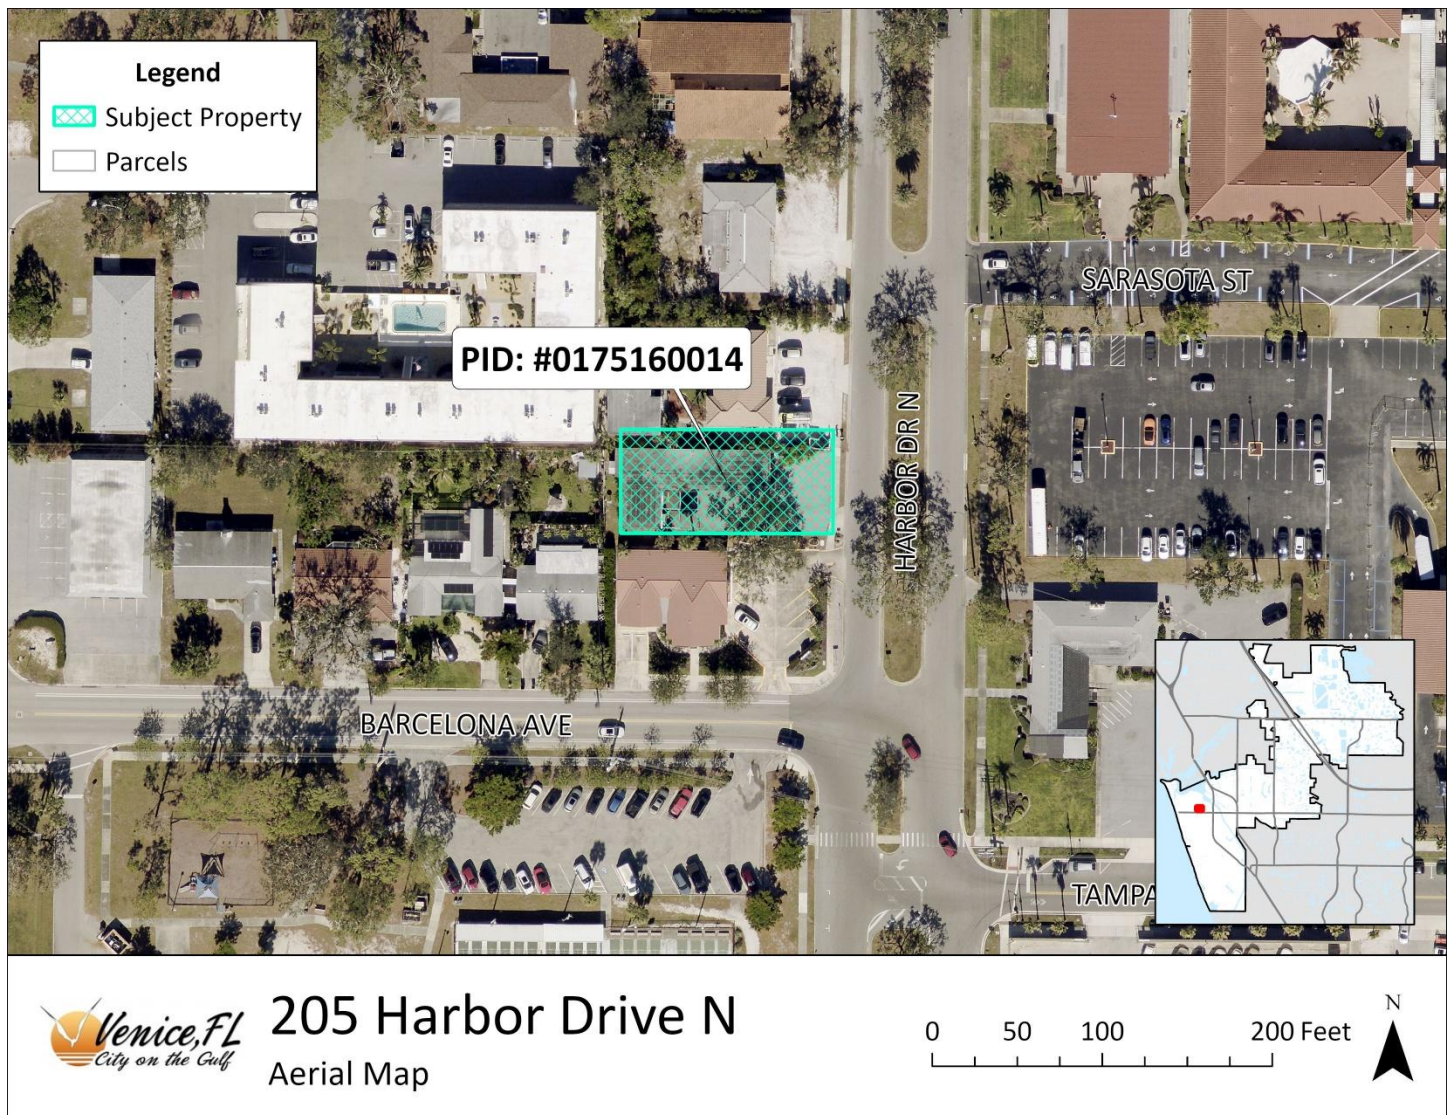 Legend
Subject Property
Parcels
SARASOTA ST
PID: #0175160014
HARBOR DR N
BARCELONA AVE
TAMPA
Venice, FL
City on the Gulf
205 Harbor Drive N
Aerial Map
0 50 100 200 Feet
N